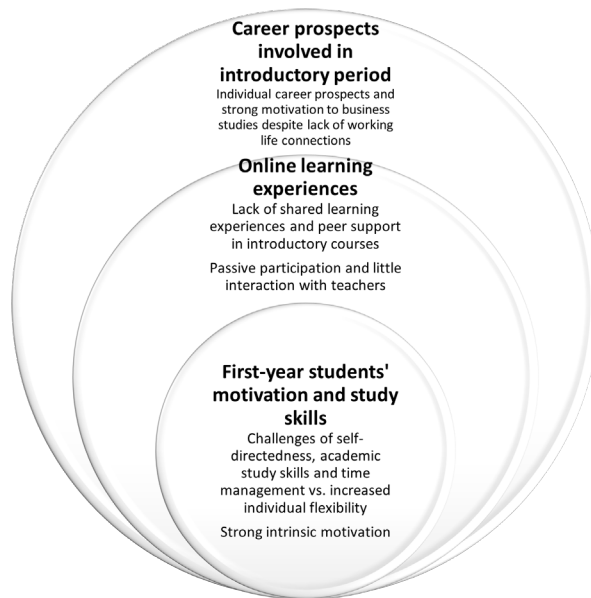 Career prospects
involved in
introductory period
Individual career prospects and
strong motivation to business
studies despite lack of working
life connections
Online learning
experiences
Lack of shared learning
experiences and peer support
in introductory courses
Passive participation and little
interaction with teachers
First-year students'
motivation and study
skills
Challenges of self-
directedness, academic
study skills and time
management vs. increased
individual flexibility
Strong intrinsic motivation